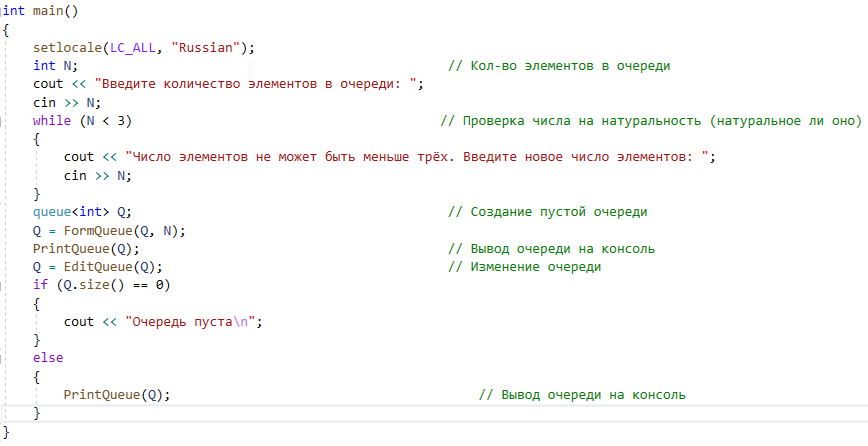 int main()
{
setlocale(LC_ALL, "Russian");
int N; // Кол-во элементов в очереди
cout << "Введите количество элементов в очереди: ";
cin >> N;
while (N < 3) // Проверка числа на натуральность (натуральное ли оно)
{
cout << "Число элементов не может быть меньше трёх. Введите новое число элементов: ";
cin >> N;
}
queue<int> Q; // Создание пустой очереди
Q = FormQueue(Q, N);
PrintQueue(Q); // Вывод очереди на консоль
Q = EditQueue(Q); // Изменение очереди
if (Q.size() == 0)
{
cout << "Очередь пуста\n";
}
else
{
PrintQueue(Q); // Вывод очереди на консоль
}
}